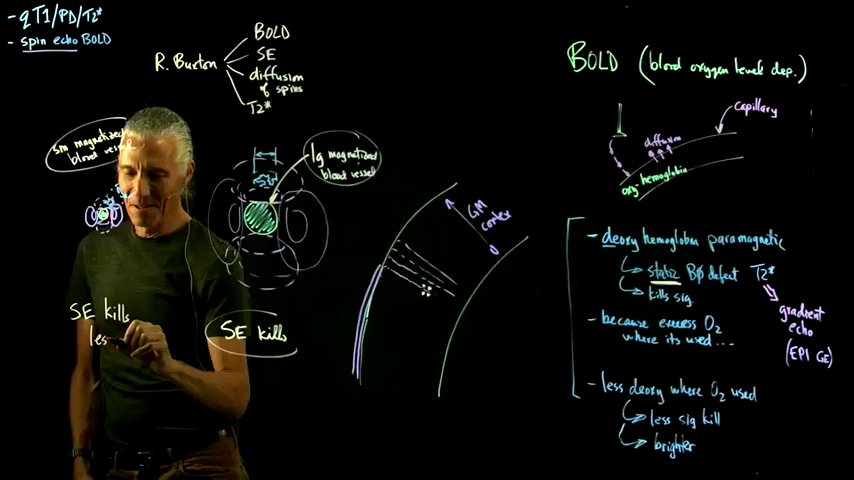 - qT1/PD/T2*
- spin echo BOLD
R. Buxton
BOLD
SE
diffusion
of spins
T2*
sm magnetized
blood vessel
lg magnetized
blood vessel
SE kills
les
SE kills
GM
cortex
BOLD (blood oxygen level dep.)
capillary
diffusion
oxy-hemoglobin
- deoxy hemoglobin paramagnetic
static B0 defect T2*
kills sig
gradient
echo
(EPI GE)
- because excess O2
where its used...
- less deoxy where O2 used
less sig kill
brighter